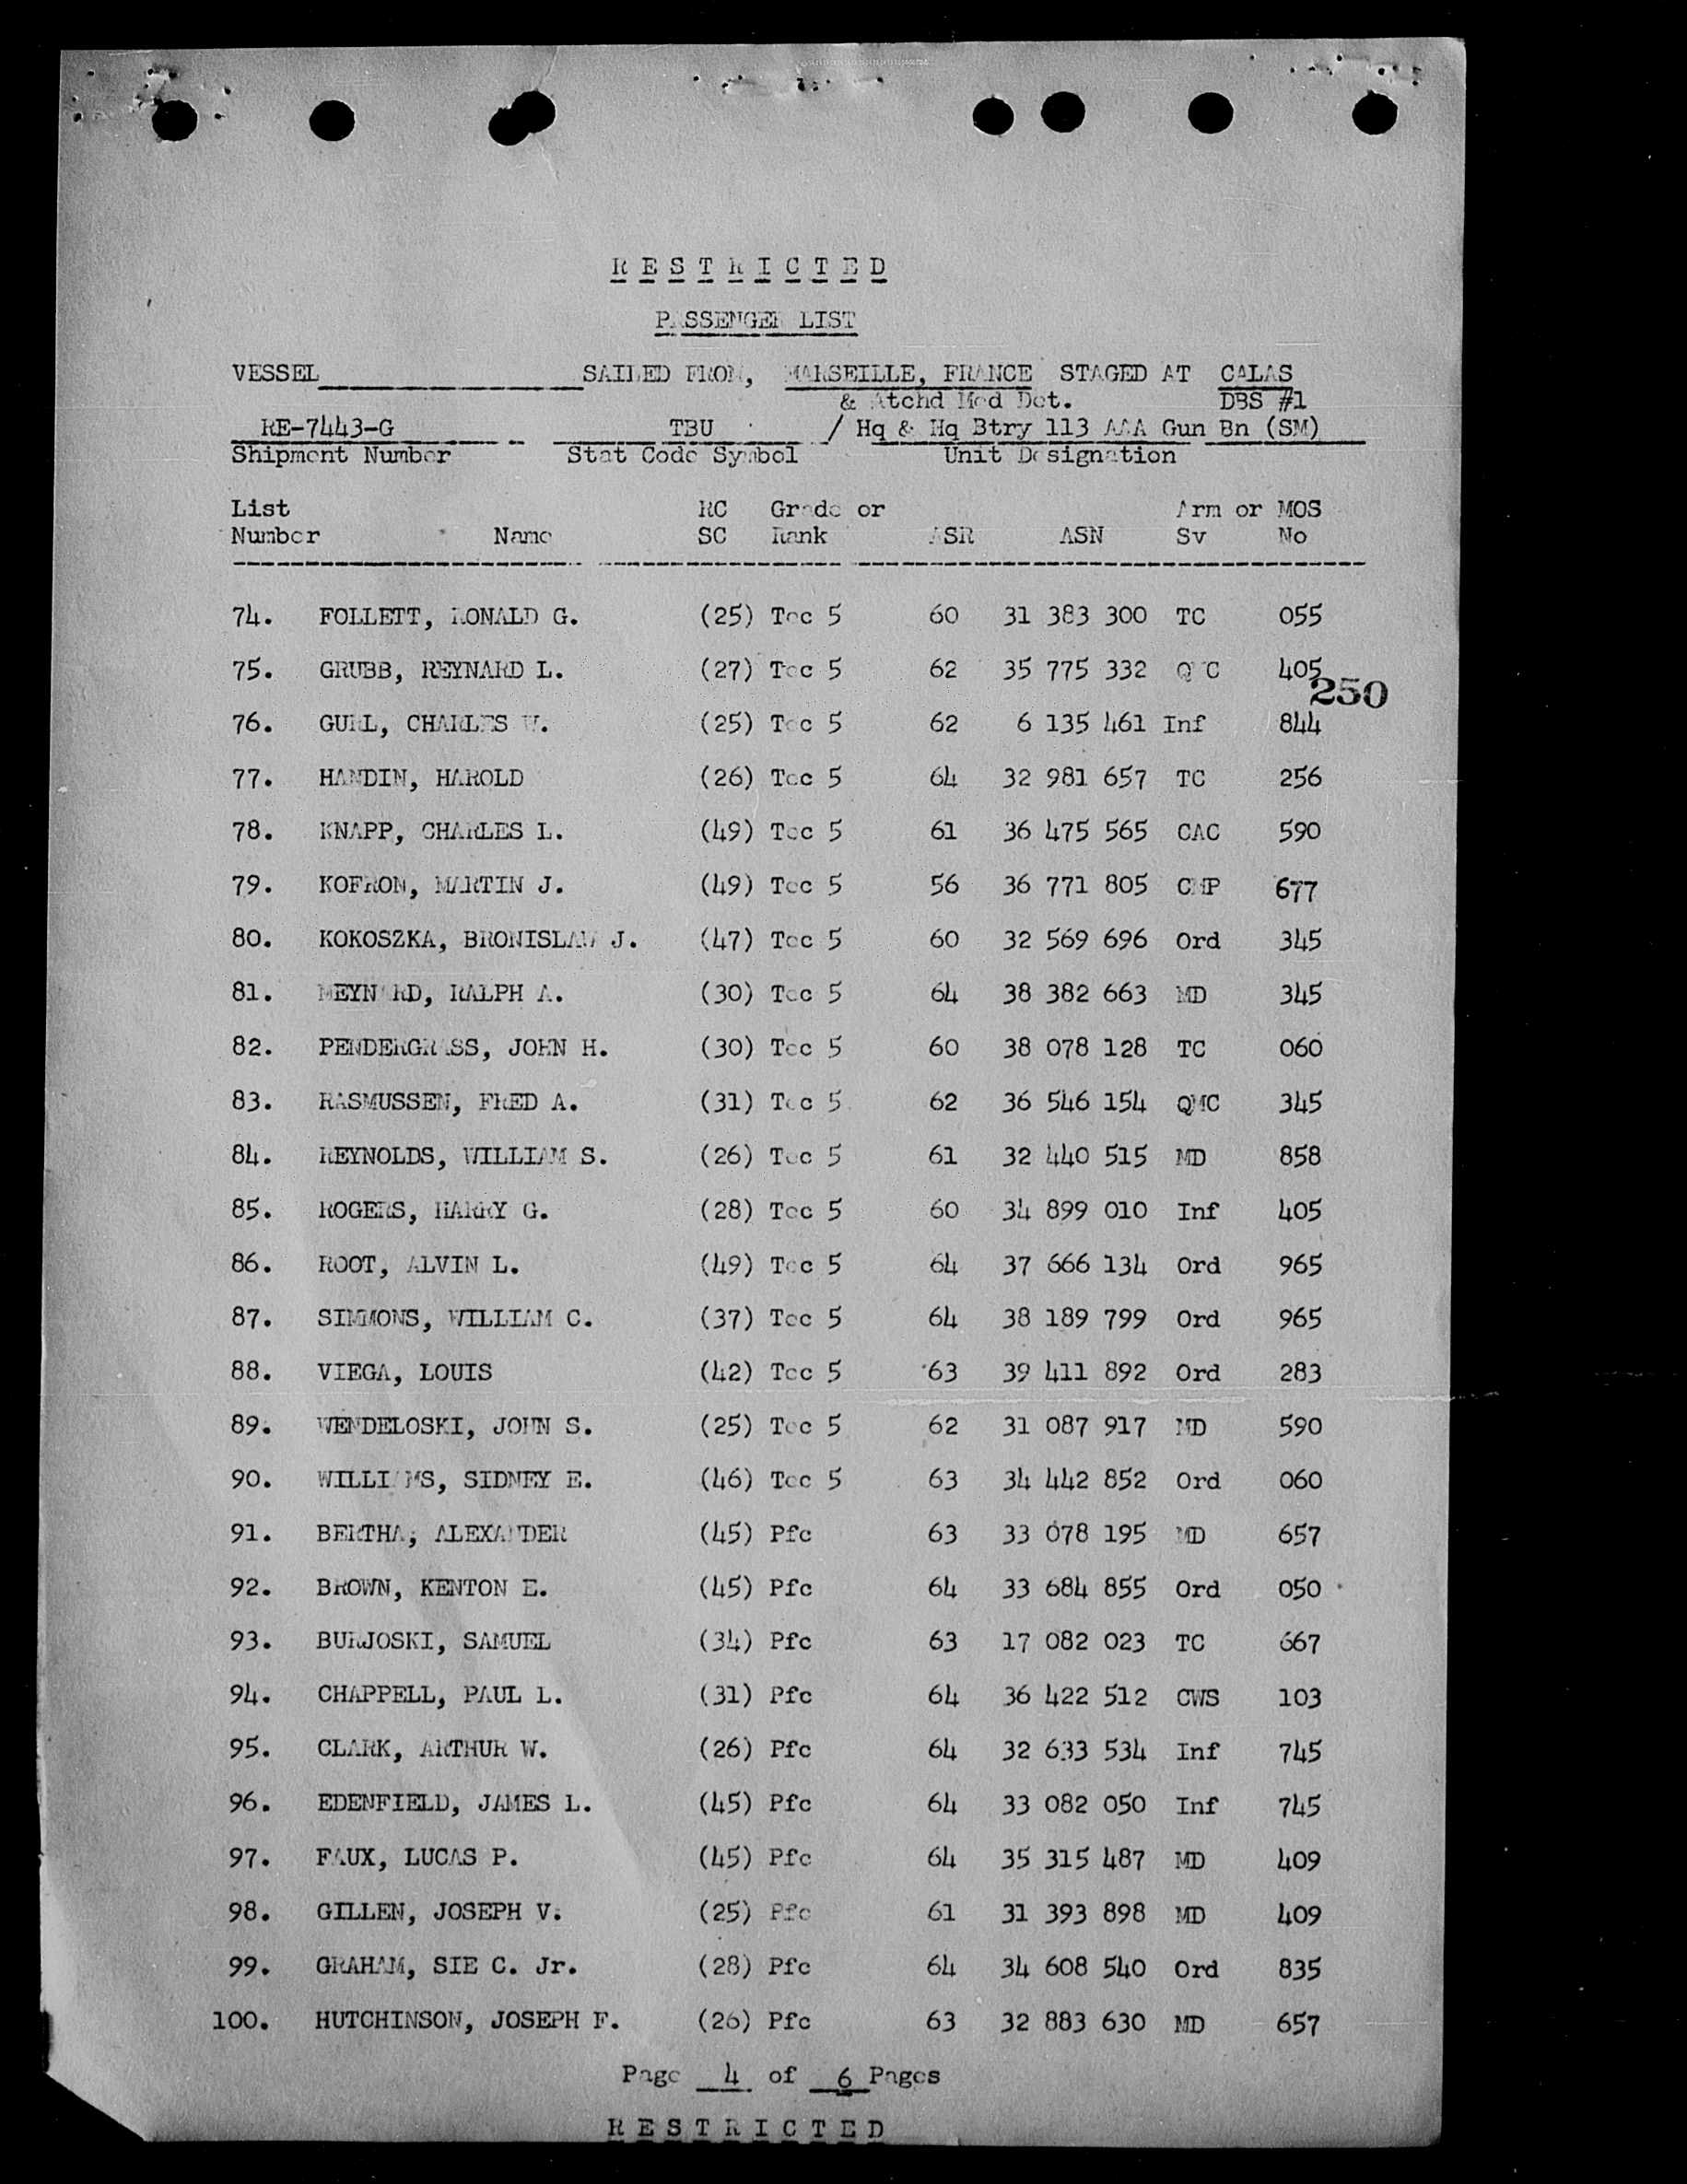 RESTRICTED
PASSENGER LIST
VESSEL SAILED FROM, MARSEILLE, FRANCE STAGED AT CALAS
& Atchd Med Det. DBS #1
RE-7443-G TBU / Hq & Hq Btry 113 AAA Gun Bn (SM)
Shipment Number Stat Code Symbol Unit Designation
List RC Grade or Arm or MOS
Number Name SC Rank ASR ASN Sv No
74. FOLLETT, RONALD G. (25) Tec 5 60 31 383 300 TC 055
75. GRUBB, REYNARD L. (27) Tec 5 62 35 775 332 QMC 405
250
76. GURL, CHARLES W. (25) Tec 5 62 6 135 461 Inf 844
77. HANDIN, HAROLD (26) Tec 5 64 32 981 657 TC 256
78. KNAPP, CHARLES L. (49) Tec 5 61 36 475 565 CAC 590
79. KOFRON, MARTIN J. (49) Tec 5 56 36 771 805 CMP 677
80. KOKOSZKA, BRONISLAW J. (47) Tec 5 60 32 569 696 Ord 345
81. MEYNARD, RALPH A. (30) Tec 5 64 38 382 663 MD 345
82. PENDERGRASS, JOHN H. (30) Tec 5 60 38 078 128 TC 060
83. RASMUSSEN, FRED A. (31) Tec 5 62 36 546 154 QMC 345
84. REYNOLDS, WILLIAM S. (26) Tec 5 61 32 440 515 MD 858
85. ROGERS, HARRY G. (28) Tec 5 60 34 899 010 Inf 405
86. ROOT, ALVIN L. (49) Tec 5 64 37 666 134 Ord 965
87. SIMMONS, WILLIAM C. (37) Tec 5 64 38 189 799 Ord 965
88. VIEGA, LOUIS (42) Tec 5 63 39 411 892 Ord 283
89. WENDELOSKI, JOHN S. (25) Tec 5 62 31 087 917 MD 590
90. WILLIAMS, SIDNEY E. (46) Tec 5 63 34 442 852 Ord 060
91. BERTHA, ALEXANDER (45) Pfc 63 33 078 195 MD 657
92. BROWN, KENTON E. (45) Pfc 64 33 684 855 Ord 050
93. BURJOSKI, SAMUEL (34) Pfc 63 17 082 023 TC 667
94. CHAPPELL, PAUL L. (31) Pfc 64 36 422 512 CWS 103
95. CLARK, ARTHUR W. (26) Pfc 64 32 633 534 Inf 745
96. EDENFIELD, JAMES L. (45) Pfc 64 33 082 050 Inf 745
97. FAUX, LUCAS P. (45) Pfc 64 35 315 487 MD 409
98. GILLEN, JOSEPH V. (25) Pfc 61 31 393 898 MD 409
99. GRAHAM, SIE C. Jr. (28) Pfc 64 34 608 540 Ord 835
100. HUTCHINSON, JOSEPH F. (26) Pfc 63 32 883 630 MD 657
Page 4 of 6 Pages
RESTRICTED